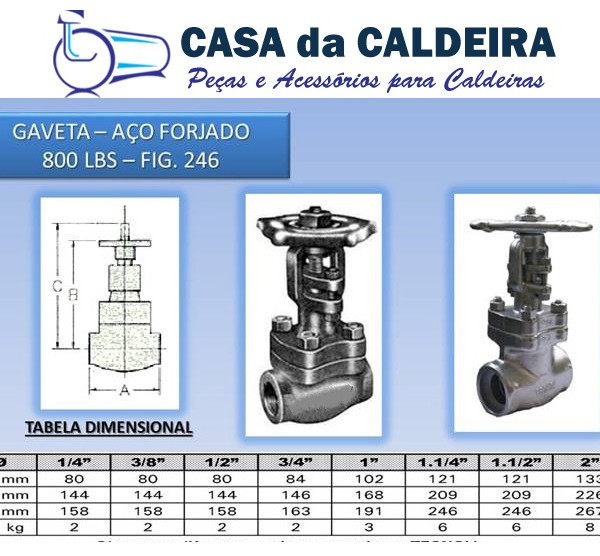 CASA da CALDEIRA
Peças e Acessórios para Caldeiras
GAVETA – AÇO FORJADO
800 LBS – FIG. 246
C
B
A
TABELA DIMENSIONAL
Ø 1/4" 3/8" 1/2" 3/4" 1" 1.1/4" 1.1/2" 2"
mm 80 80 80 84 102 121 121 133
mm 144 144 144 146 168 209 209 226
mm 158 158 158 163 191 246 246 267
kg 2 2 2 2 3 6 6 8